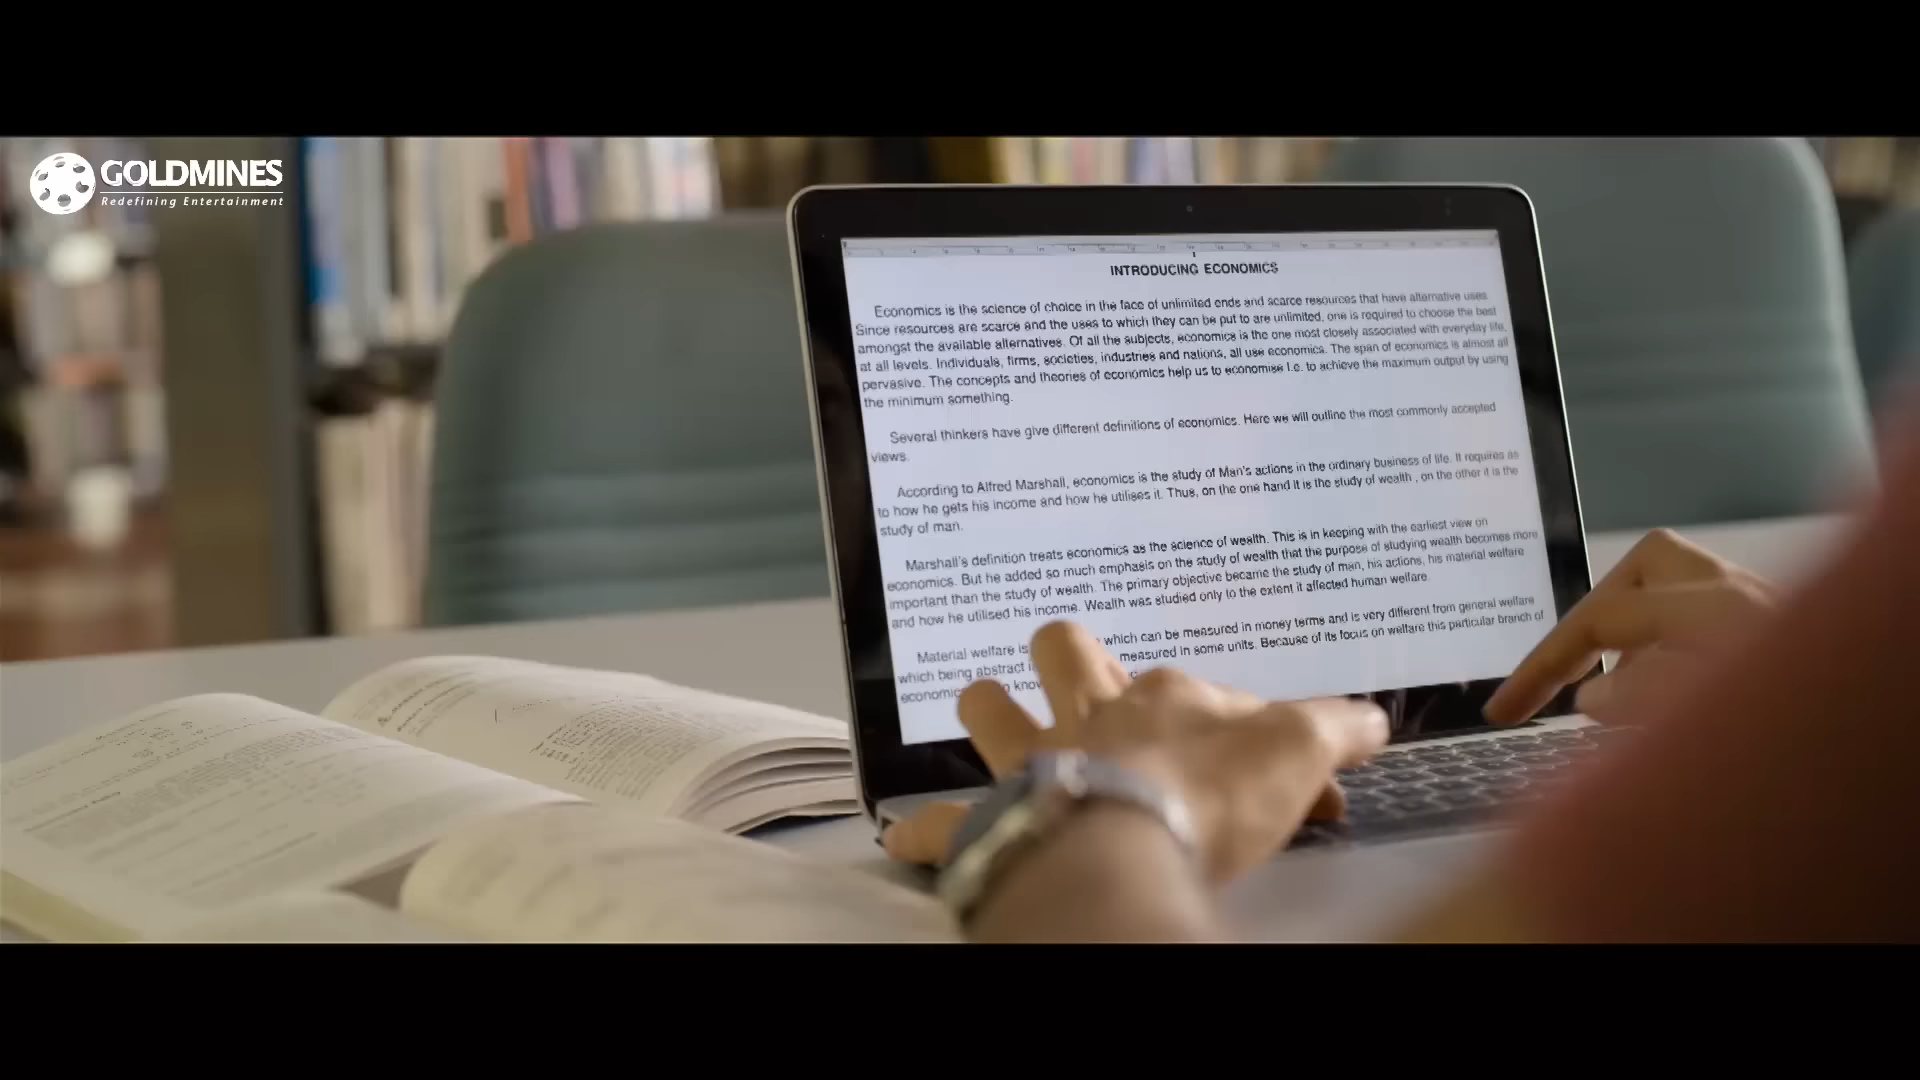 GOLDMINES
Redefining Entertainment
INTRODUCING ECONOMICS
Economics is the science of choice in the face of unlimited ends and scarce resources that have alternative uses.
Since resources are scarce and the uses to which they can be put to are unlimited, one is required to choose the best
amongst the available alternatives. Of all the subjects, economics is the one most closely associated with everyday life,
at all levels. Individuals, firms, societies, industries and nations, all use economics. The span of economics is almost all
pervasive. The concepts and theories of economics help us to economise I.e. to achieve the maximum output by using
the minimum something.
Several thinkers have give different definitions of economics. Here we will outline the most commonly accepted
views.
According to Alfred Marshall, economics is the study of Man's actions in the ordinary business of life. It requires as
to how he gets his income and how he utilises it. Thus, on the one hand it is the study of wealth , on the other it is the
study of man.
Marshall's definition treats economics as the science of wealth. This is in keeping with the earliest view on
economics. But he added so much emphasis on the study of wealth that the purpose of studying wealth becomes more
important than the study of wealth. The primary objective became the study of man, his actions, his material welfare
and how he utilised his income. Wealth was studied only to the extent it affected human welfare.
Material welfare is which can be measured in money terms and is very different from general welfare
which being abstract measured in some units. Because of its focus on welfare this particular branch of
economics